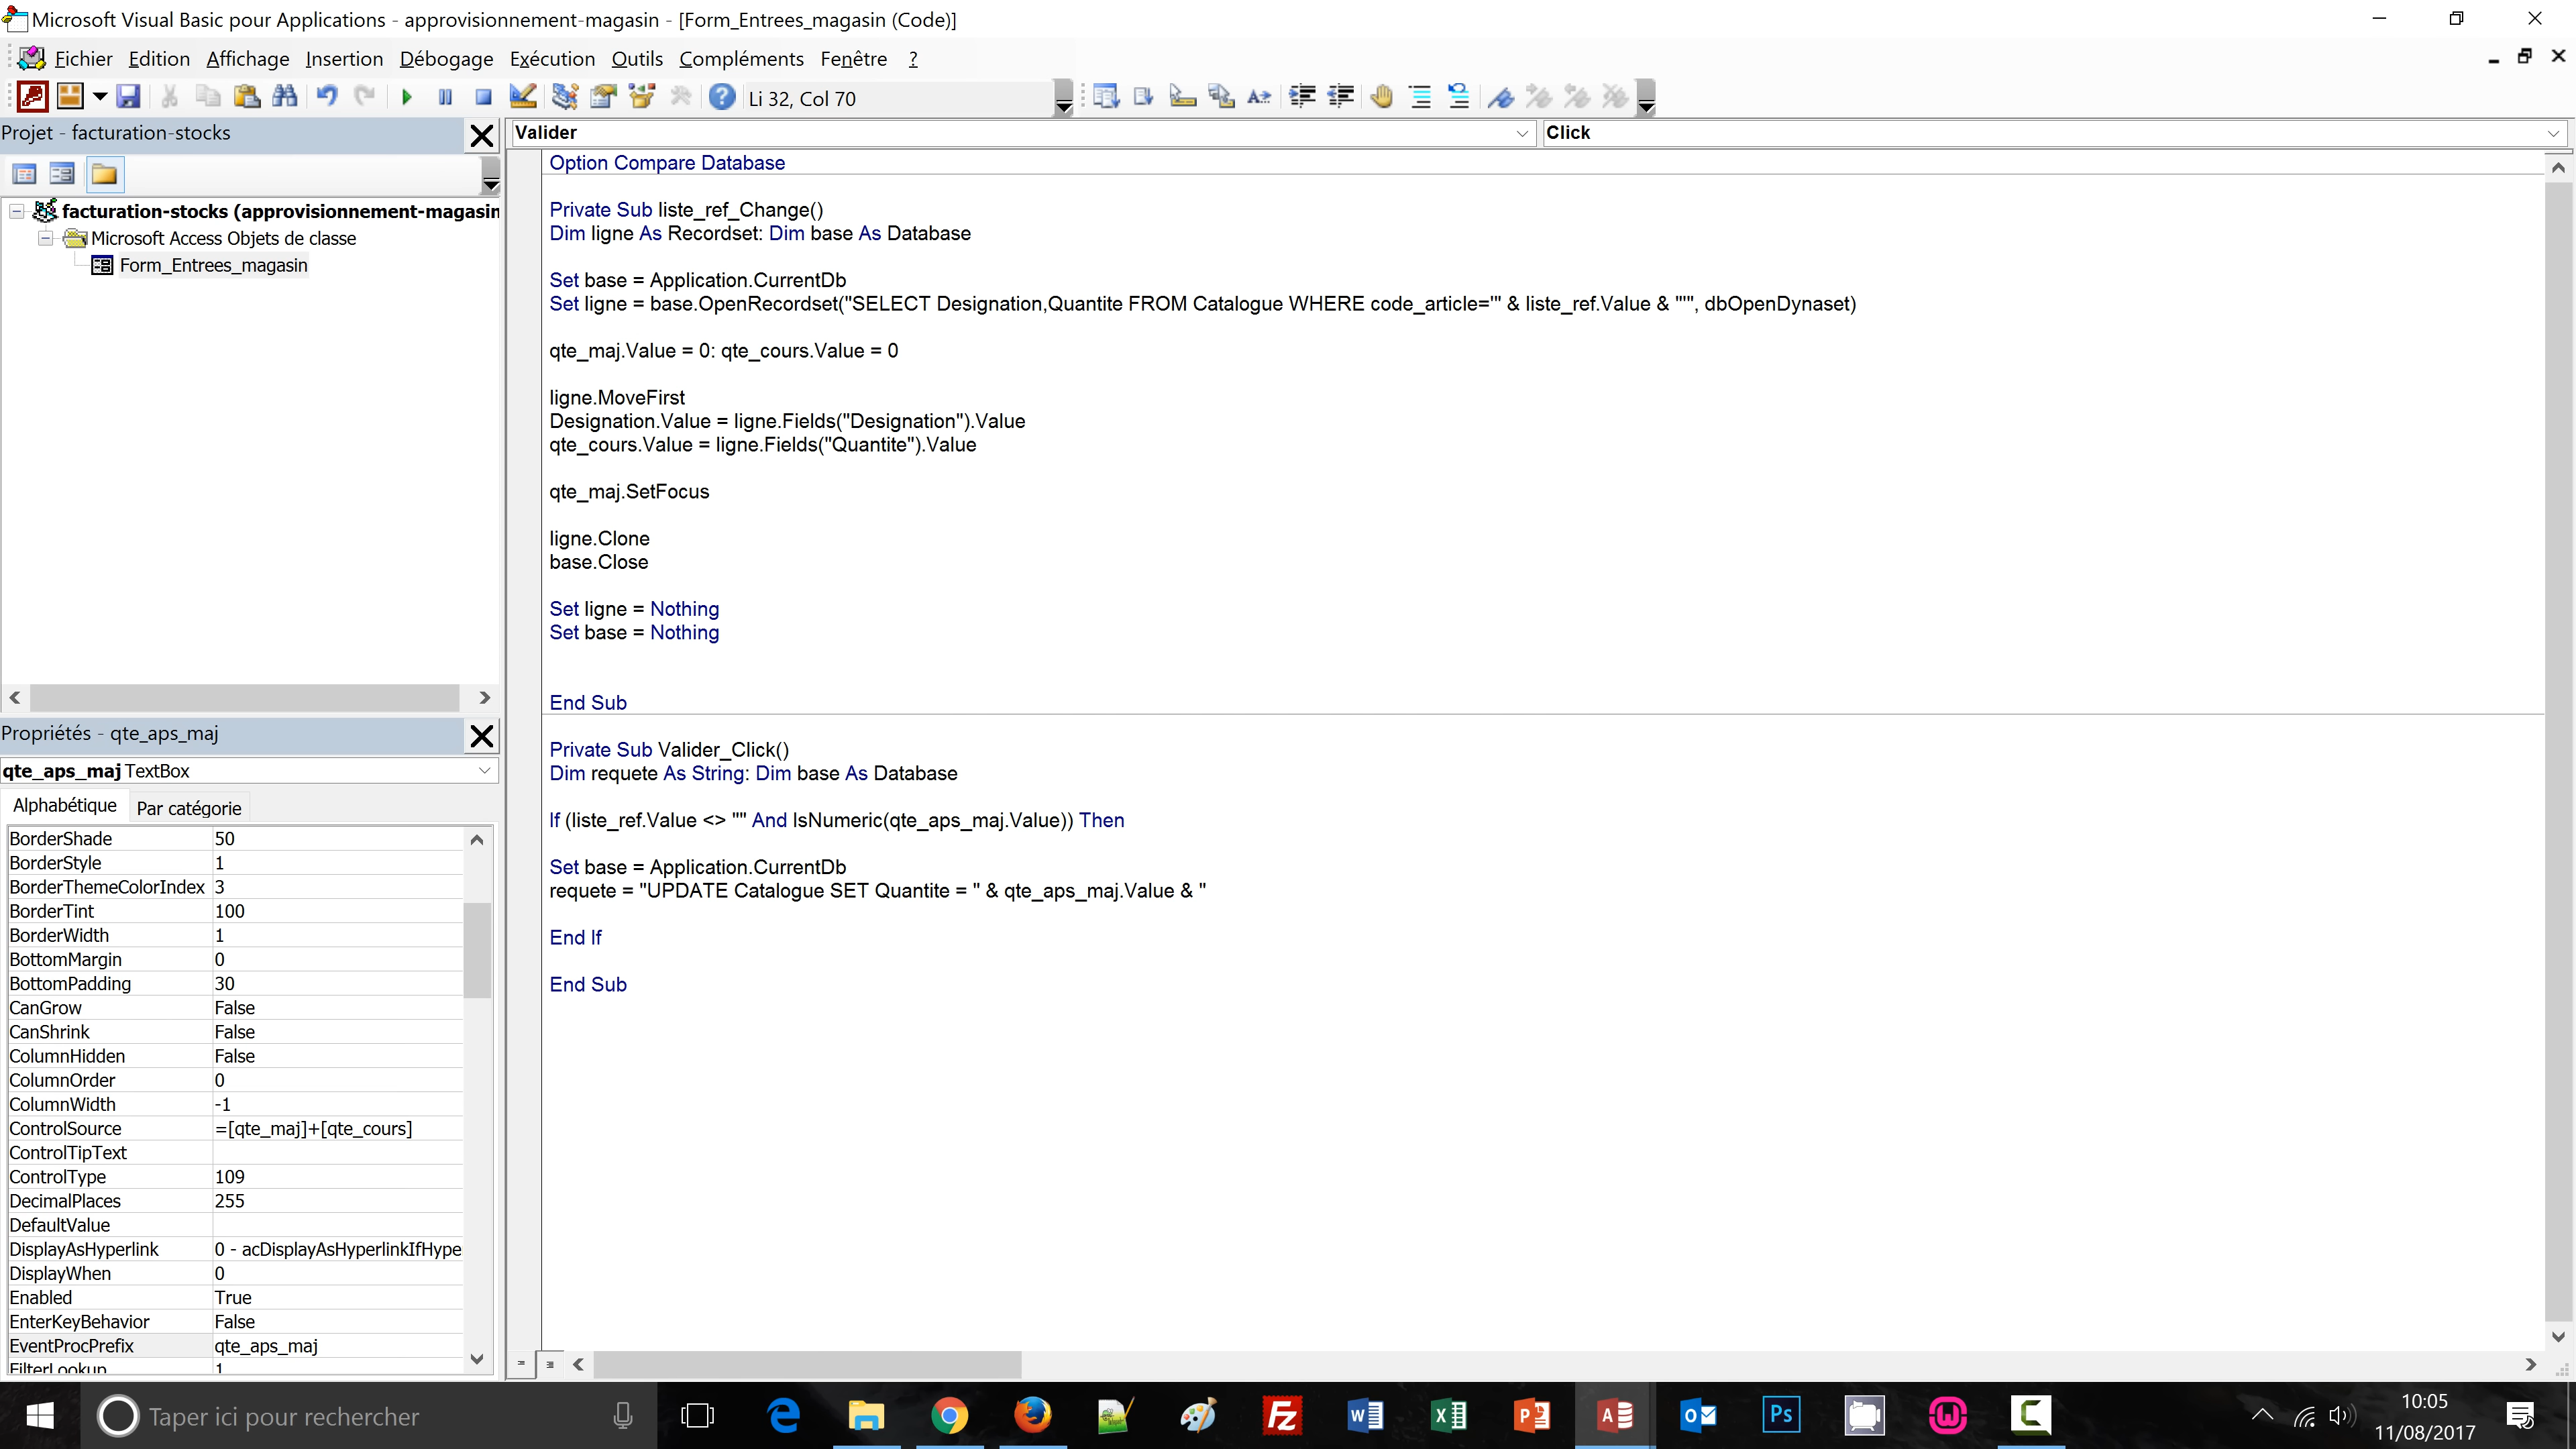 Microsoft Visual Basic pour Applications - approvisionnement-magasin - [Form_Entrees_magasin (Code)]
Fichier Edition Affichage Insertion Débogage Exécution Outils Compléments Fenêtre ?
Li 32, Col 70
Projet - facturation-stocks
facturation-stocks (approvisionnement-magasin
Microsoft Access Objets de classe
Form_Entrees_magasin
Propriétés - qte_aps_maj
qte_aps_maj TextBox
Alphabétique Par catégorie
BorderShade 50
BorderStyle 1
BorderThemeColorIndex 3
BorderTint 100
BorderWidth 1
BottomMargin 0
BottomPadding 30
CanGrow False
CanShrink False
ColumnHidden False
ColumnOrder 0
ColumnWidth -1
ControlSource =[qte_maj]+[qte_cours]
ControlTipText
ControlType 109
DecimalPlaces 255
DefaultValue
DisplayAsHyperlink 0 - acDisplayAsHyperlinkIfHype
DisplayWhen 0
Enabled True
EnterKeyBehavior False
EventProcPrefix qte_aps_maj
FilterLookup 1
Valider Click
Option Compare Database
Private Sub liste_ref_Change()
Dim ligne As Recordset: Dim base As Database
Set base = Application.CurrentDb
Set ligne = base.OpenRecordset("SELECT Designation,Quantite FROM Catalogue WHERE code_article='" & liste_ref.Value & "'", dbOpenDynaset)
qte_maj.Value = 0: qte_cours.Value = 0
ligne.MoveFirst
Designation.Value = ligne.Fields("Designation").Value
qte_cours.Value = ligne.Fields("Quantite").Value
qte_maj.SetFocus
ligne.Clone
base.Close
Set ligne = Nothing
Set base = Nothing
End Sub
Private Sub Valider_Click()
Dim requete As String: Dim base As Database
If (liste_ref.Value <> "" And IsNumeric(qte_aps_maj.Value)) Then
Set base = Application.CurrentDb
requete = "UPDATE Catalogue SET Quantite = " & qte_aps_maj.Value & "
End If
End Sub
Taper ici pour rechercher
10:05
11/08/2017